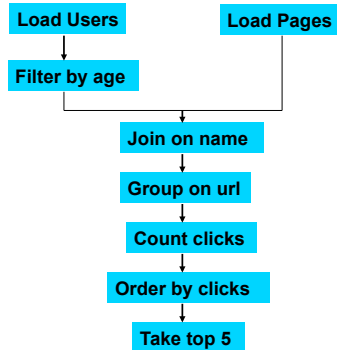 Load Users
Load Pages
Filter by age
Join on name
Group on url
Count clicks
Order by clicks
Take top 5